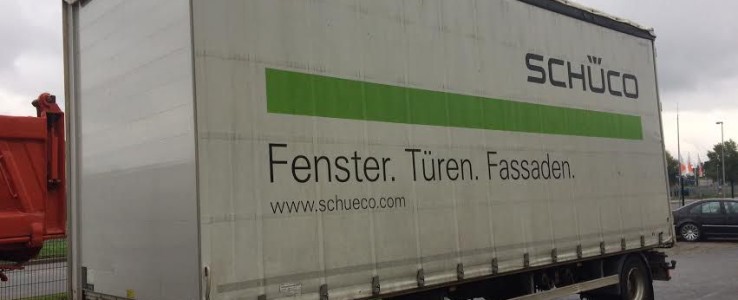 SCHÜCO
Fenster. Türen. Fassaden.
www.schueco.com